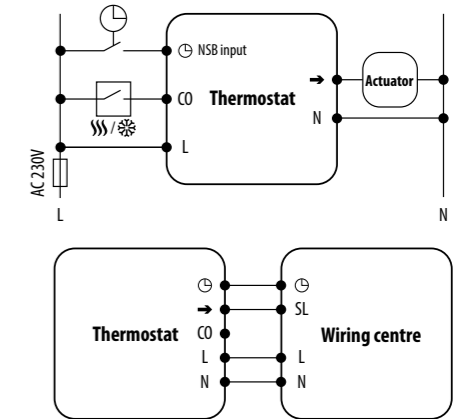 NSB input
➔
Actuator
CO
Thermostat
N
/
L
AC 230V
L
N
➔
SL
Thermostat
CO
Wiring centre
L
L
N
N